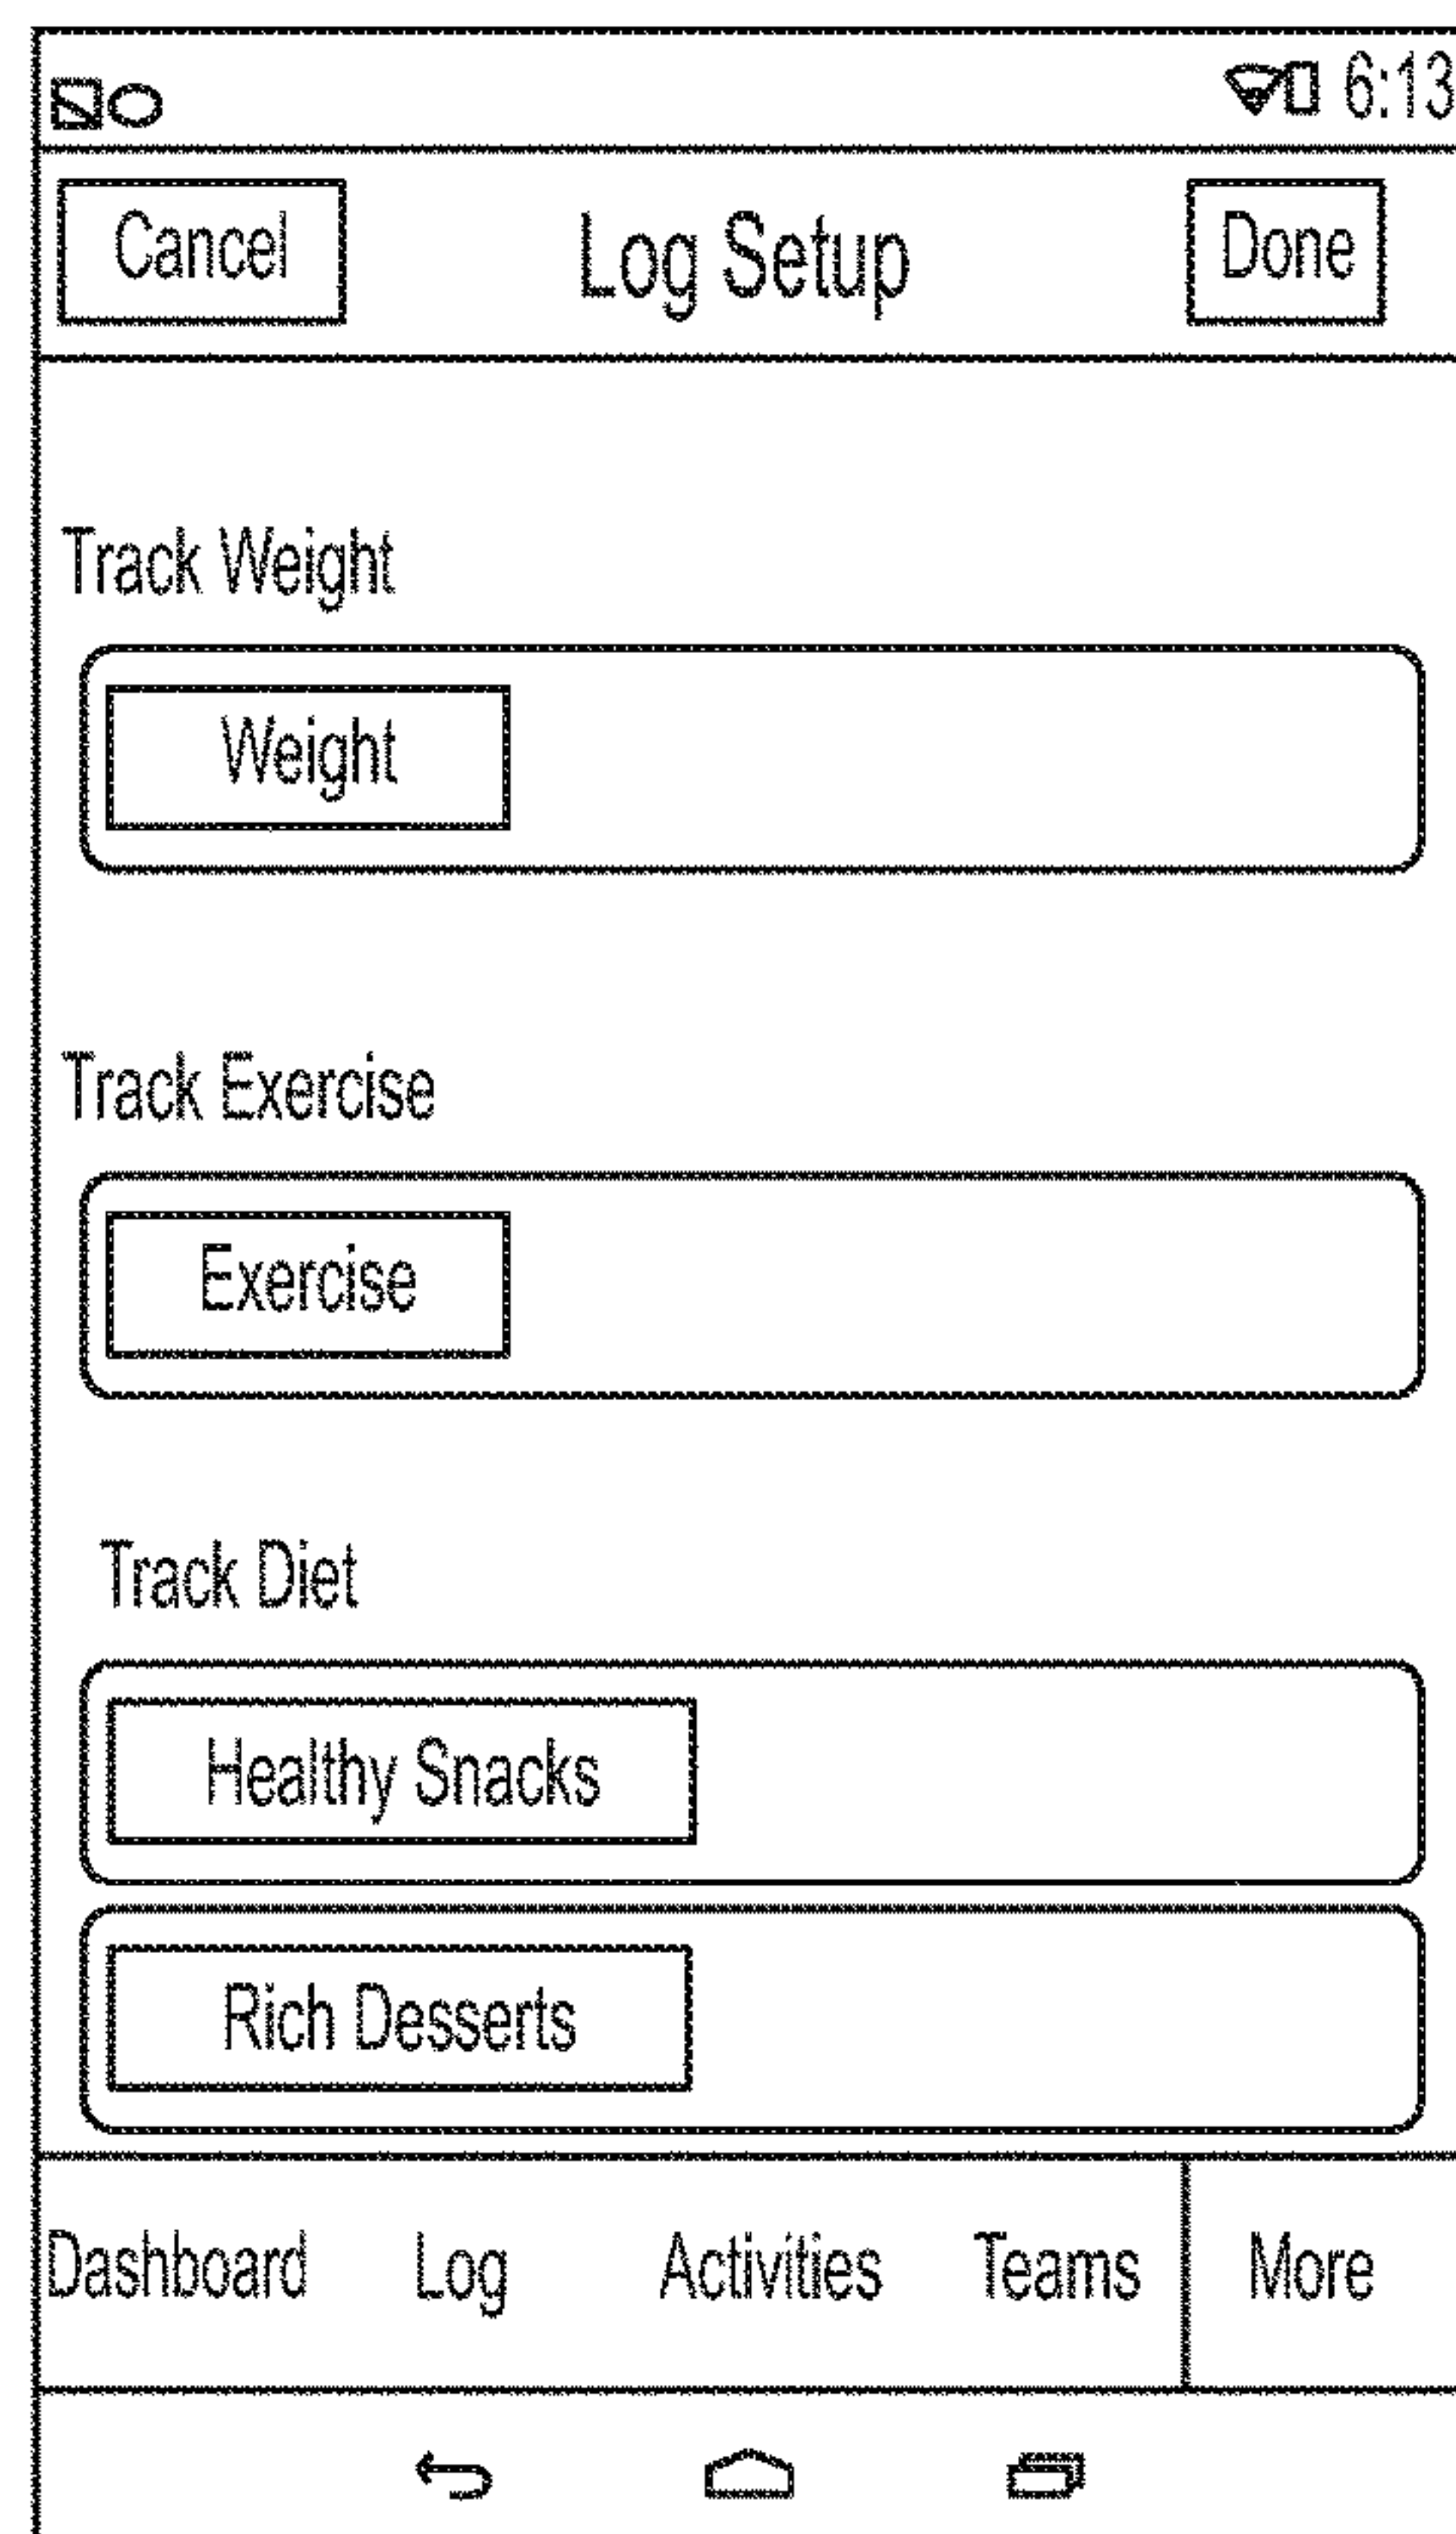 6:13
Cancel Log Setup Done
Track Weight
Weight
Track Exercise
Exercise
Track Diet
Healthy Snacks
Rich Desserts
Dashboard Log Activities Teams More